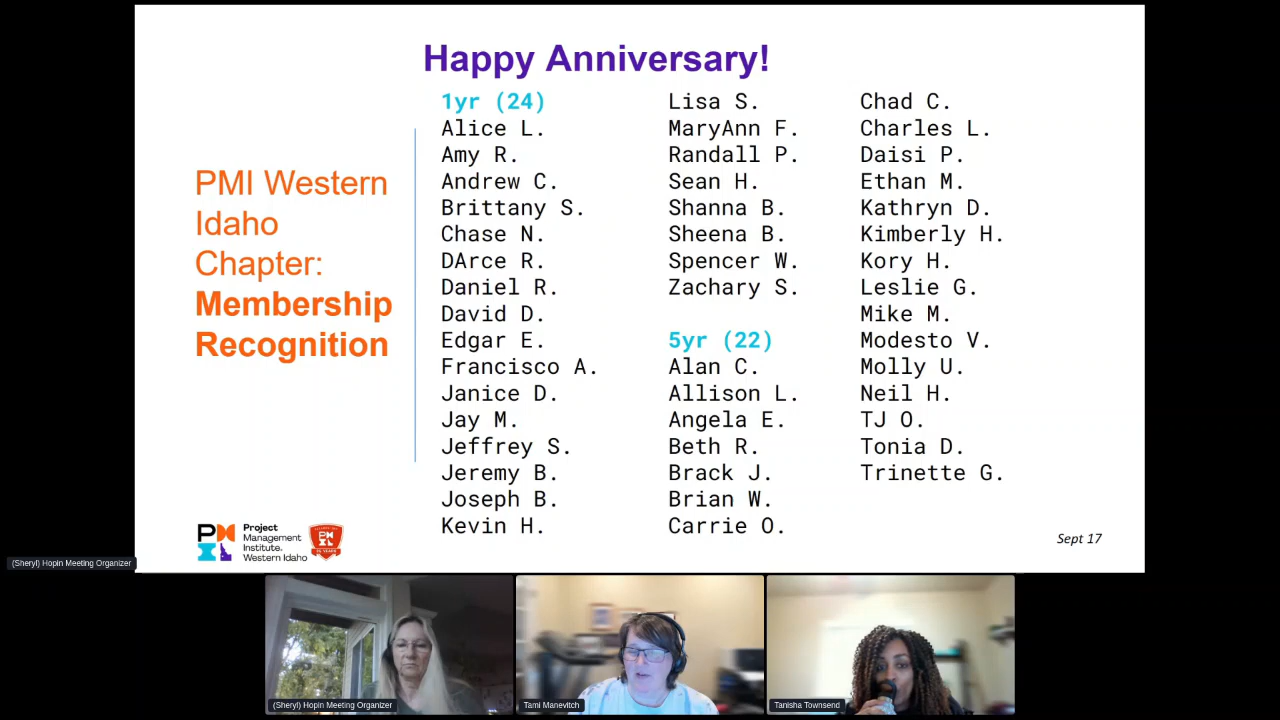 Happy Anniversary!
PMI Western
Idaho
Chapter:
Membership
Recognition
1yr (24)
Alice L.
Amy R.
Andrew C.
Brittany S.
Chase N.
DArce R.
Daniel R.
David D.
Edgar E.
Francisco A.
Janice D.
Jay M.
Jeffrey S.
Jeremy B.
Joseph B.
Kevin H.
Lisa S.
MaryAnn F.
Randall P.
Sean H.
Shanna B.
Sheena B.
Spencer W.
Zachary S.
5yr (22)
Alan C.
Allison L.
Angela E.
Beth R.
Brack J.
Brian W.
Carrie O.
Chad C.
Charles L.
Daisi P.
Ethan M.
Kathryn D.
Kimberly H.
Kory H.
Leslie G.
Mike M.
Modesto V.
Molly U.
Neil H.
TJ O.
Tonia D.
Trinette G.
Project
Management
Institute.
Western Idaho
Sept 17
(Sheryl) Hopin Meeting Organizer
(Sheryl) Hopin Meeting Organizer
Tami Manevitch
Tanisha Townsend